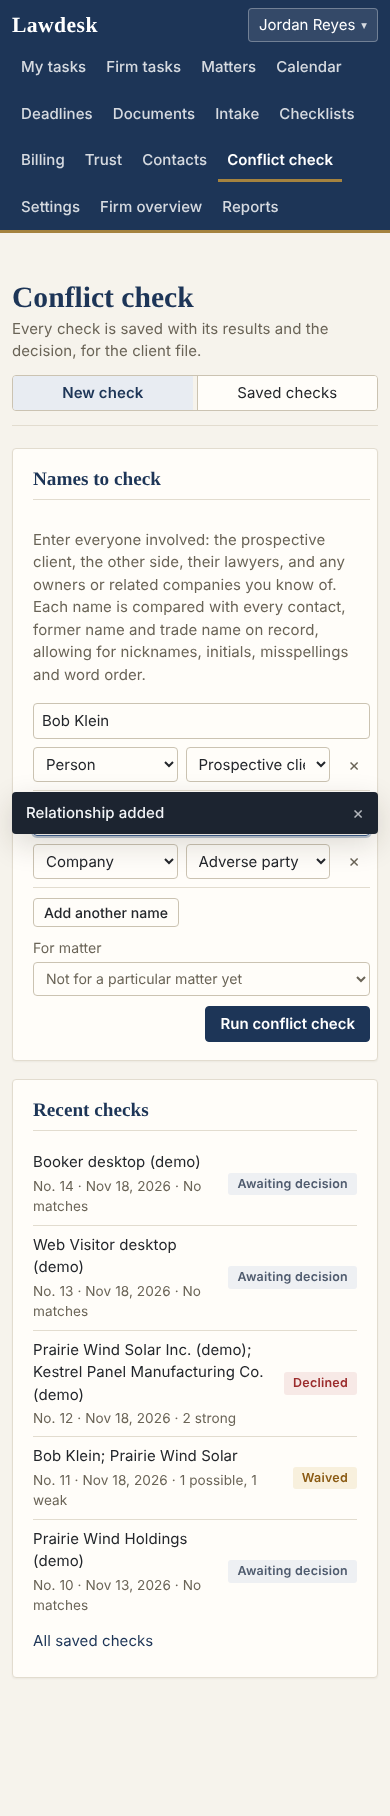 Lawdesk
Jordan Reyes ▾
My tasks Firm tasks Matters Calendar
Deadlines Documents Intake Checklists
Billing Trust Contacts Conflict check
Settings Firm overview Reports
Conflict check
Every check is saved with its results and the
decision, for the client file.
New check Saved checks
Names to check
Enter everyone involved: the prospective
client, the other side, their lawyers, and any
owners or related companies you know of.
Each name is compared with every contact,
former name and trade name on record,
allowing for nicknames, initials, misspellings
and word order.
Bob Klein
Person Prospective clie ×
Relationship added ×
Company Adverse party ×
Add another name
For matter
Not for a particular matter yet
Run conflict check
Recent checks
Booker desktop (demo)
No. 14 · Nov 18, 2026 · No
matches
Awaiting decision
Web Visitor desktop
(demo)
No. 13 · Nov 18, 2026 · No
matches
Awaiting decision
Prairie Wind Solar Inc. (demo);
Kestrel Panel Manufacturing Co.
(demo)
No. 12 · Nov 18, 2026 · 2 strong
Declined
Bob Klein; Prairie Wind Solar
No. 11 · Nov 18, 2026 · 1 possible, 1
weak
Waived
Prairie Wind Holdings
(demo)
No. 10 · Nov 13, 2026 · No
matches
Awaiting decision
All saved checks